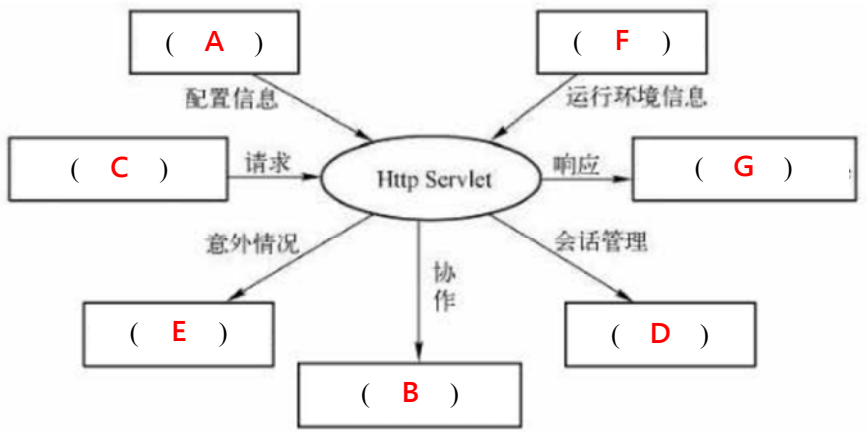 ( A )
( F )
配置信息
运行环境信息
( C )
请求
Http Servlet
响应
( G )
意外情况
协作
会话管理
( E )
( D )
( B )